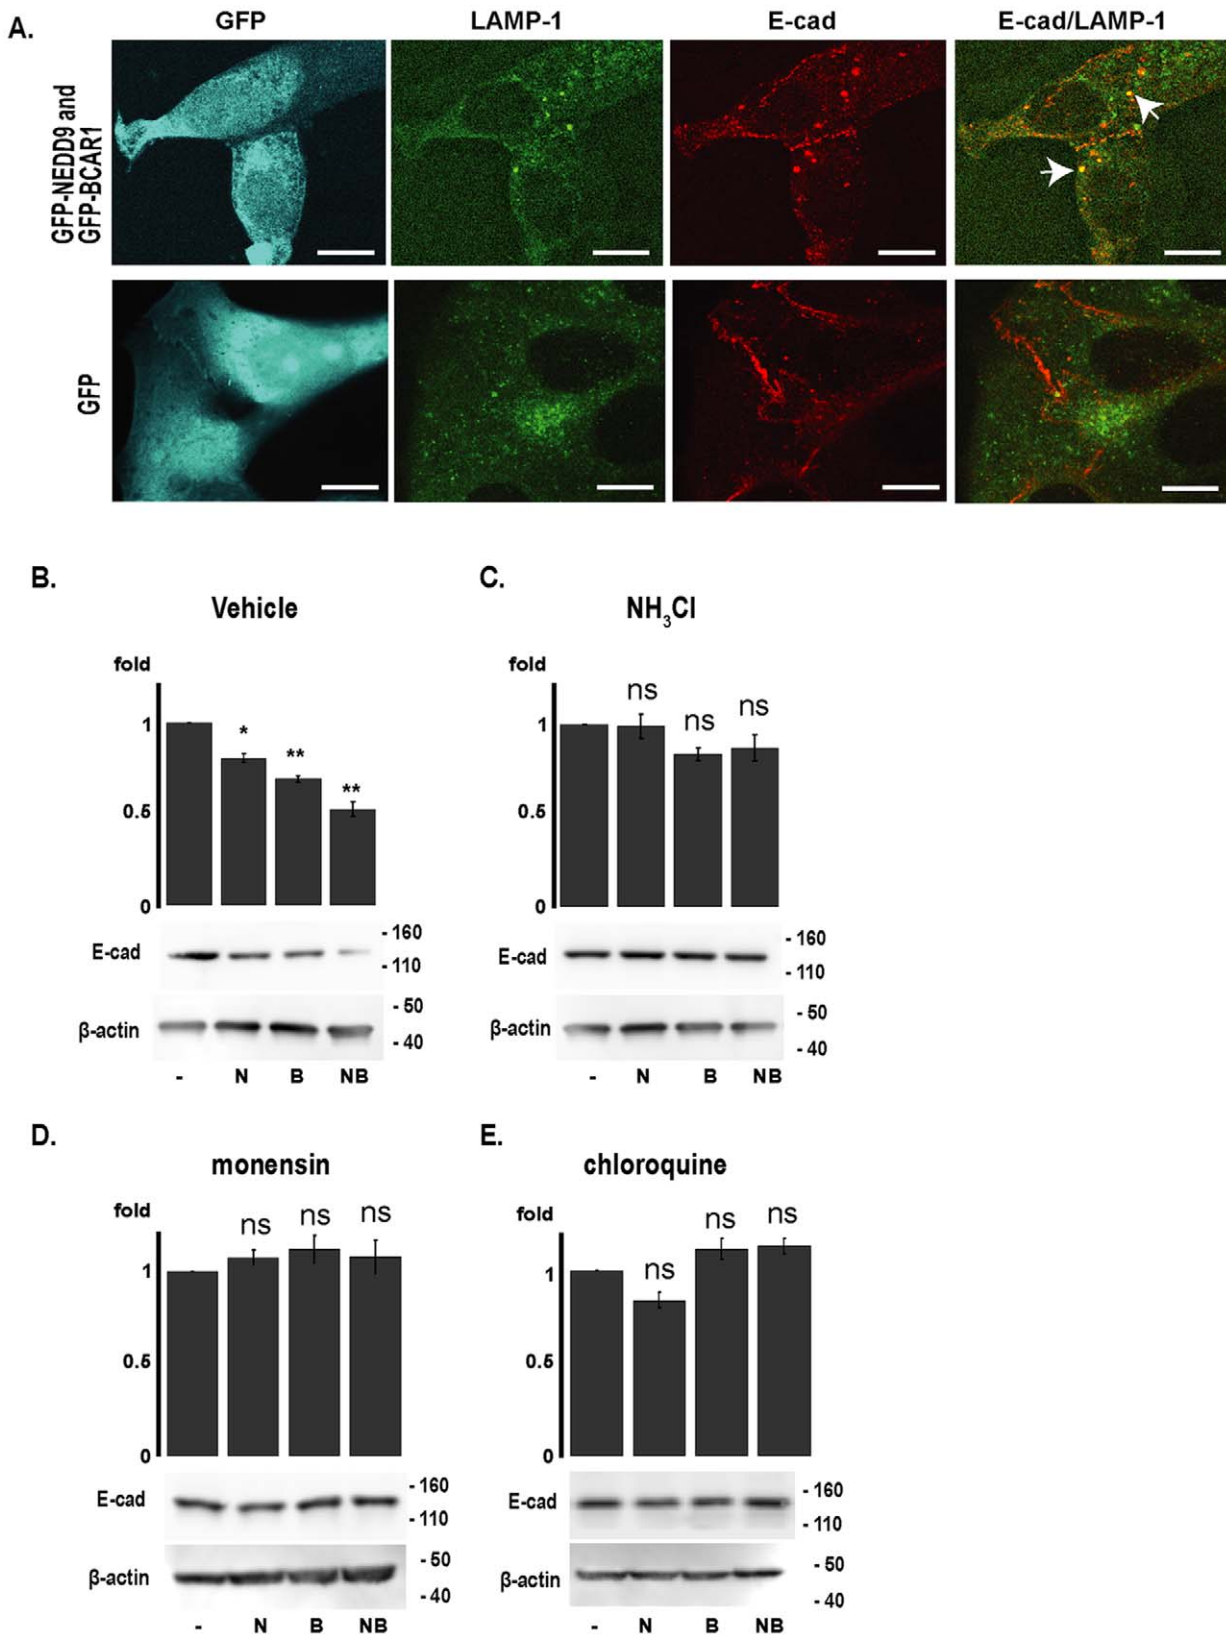 A.
GFP LAMP-1 E-cad E-cad/LAMP-1
GFP-NEDD9 and
GFP-BCAR1
GFP
B.
Vehicle
fold
1
0.5
0
*
**
**
E-cad
- 160
- 110
β-actin
- 50
- 40
- N B NB
C.
NH₃Cl
fold
1
0.5
0
ns
ns
ns
E-cad
- 160
- 110
β-actin
- 50
- 40
- N B NB
D.
monensin
fold
1
0.5
0
ns
ns
ns
E-cad
- 160
- 110
β-actin
- 50
- 40
- N B NB
E.
chloroquine
fold
1
0.5
0
ns
ns
ns
E-cad
- 160
- 110
β-actin
- 50
- 40
- N B NB